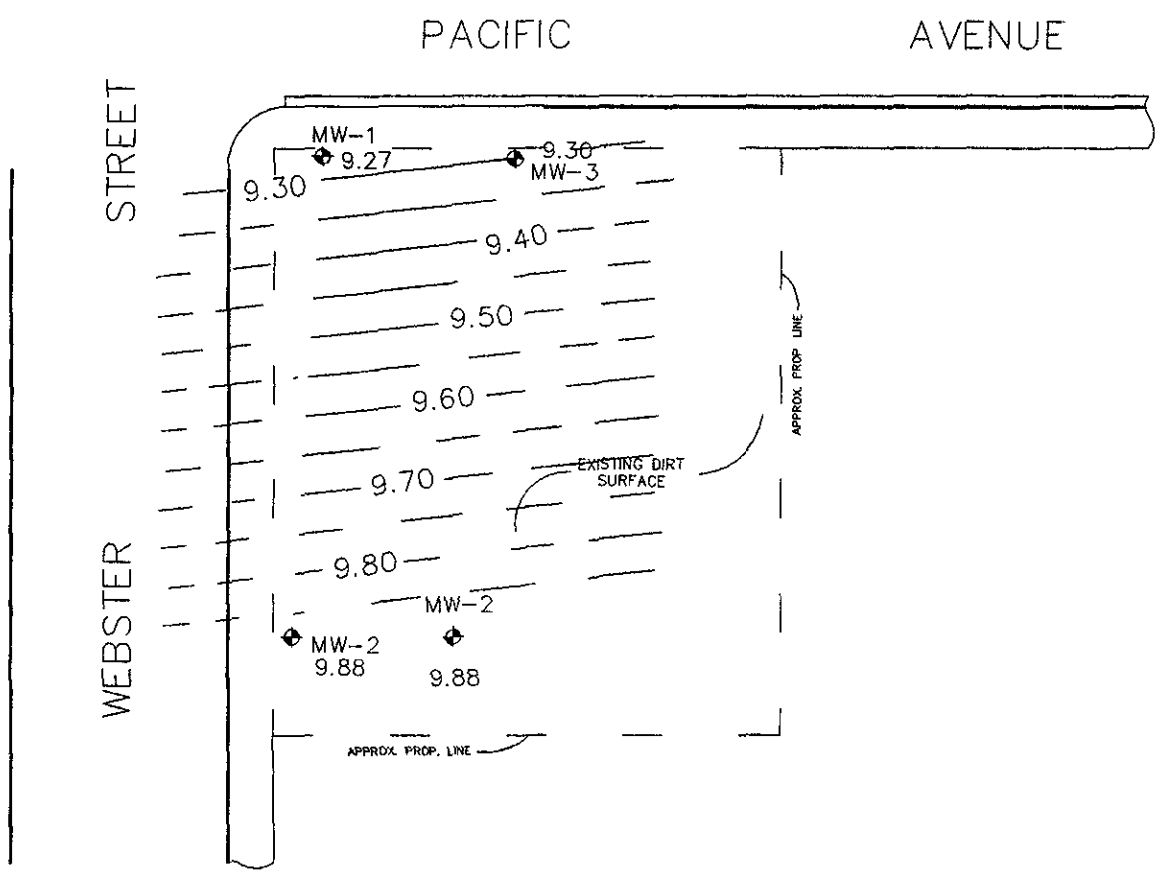 PACIFIC AVENUE
STREET
WEBSTER
MW-1
9.27
9.30
MW-3
9.30
9.40
9.50
9.60
9.70
9.80
APPROX. PROP LINE
EXISTING DIRT
SURFACE
MW-2
9.88
MW-2
9.88
APPROX. PROP. LINE